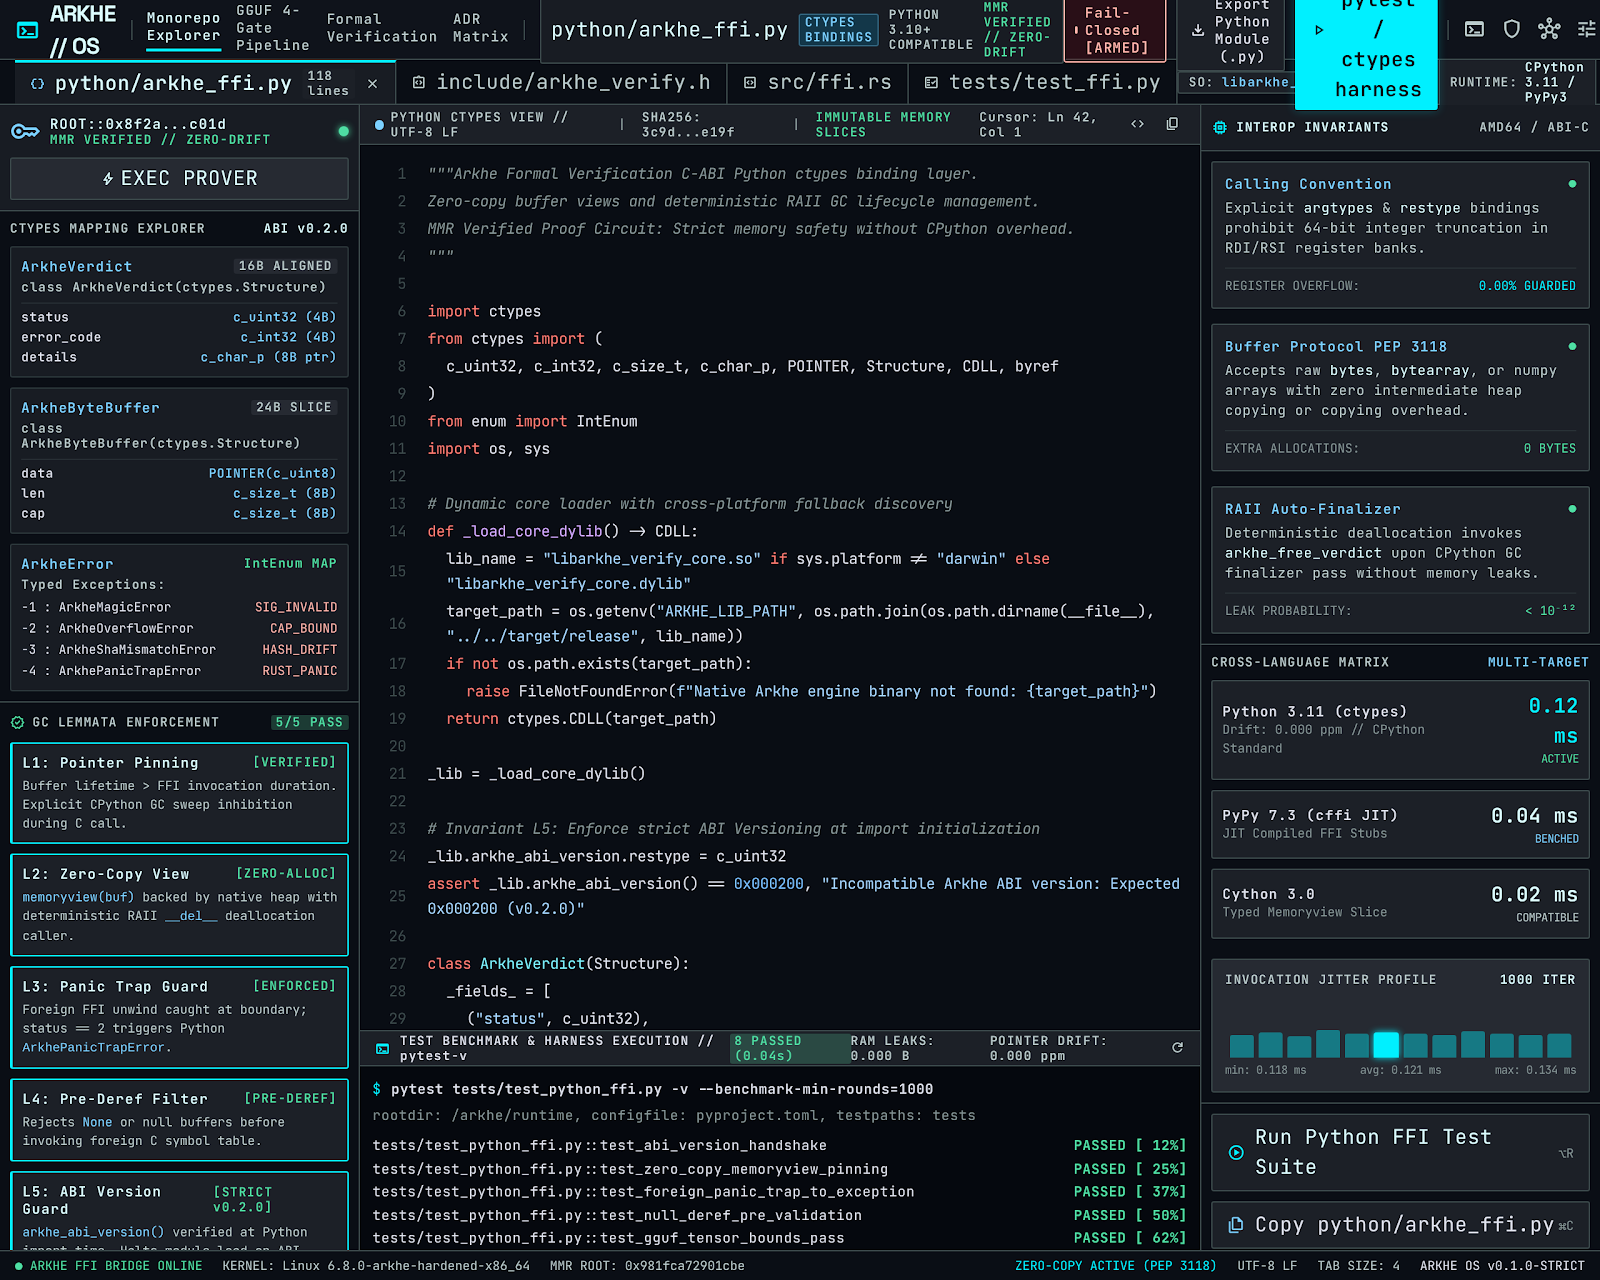 ARKHE
// OS
Monorepo
Explorer
GGUF 4-
Gate
Pipeline
Formal
Verification
ADR
Matrix
python/arkhe_ffi.py
CTYPES
BINDINGS
PYTHON
3.10+
COMPATIBLE
MMR
VERIFIED
// ZERO-
DRIFT
Fail-
Closed
[ARMED]
Export
Python
Module
(.py)
pytest
/
ctypes
harness
python/arkhe_ffi.py
118
lines
include/arkhe_verify.h
src/ffi.rs
tests/test_ffi.py
SO: libarkhe_
RUNTIME:
CPython
3.11 /
PyPy3
ROOT::0x8f2a...c01d
MMR VERIFIED // ZERO-DRIFT
EXEC PROVER
CTYPES MAPPING EXPLORER ABI v0.2.0
ArkheVerdict 16B ALIGNED
class ArkheVerdict(ctypes.Structure)
status c_uint32 (4B)
error_code c_int32 (4B)
details c_char_p (8B ptr)
ArkheByteBuffer 24B SLICE
class
ArkheByteBuffer(ctypes.Structure)
data POINTER(c_uint8)
len c_size_t (8B)
cap c_size_t (8B)
ArkheError IntEnum MAP
Typed Exceptions:
-1 : ArkheMagicError SIG_INVALID
-2 : ArkheOverflowError CAP_BOUND
-3 : ArkheShaMismatchError HASH_DRIFT
-4 : ArkhePanicTrapError RUST_PANIC
GC LEMMATA ENFORCEMENT 5/5 PASS
L1: Pointer Pinning [VERIFIED]
Buffer lifetime > FFI invocation duration.
Explicit CPython GC sweep inhibition
during C call.
L2: Zero-Copy View [ZERO-ALLOC]
memoryview(buf) backed by native heap with
deterministic RAII __del__ deallocation
caller.
L3: Panic Trap Guard [ENFORCED]
Foreign FFI unwind caught at boundary;
status == 2 triggers Python
ArkhePanicTrapError.
L4: Pre-Deref Filter [PRE-DEREF]
Rejects None or null buffers before
invoking foreign C symbol table.
L5: ABI Version
Guard
[STRICT
v0.2.0]
arkhe_abi_version() verified at Python
import time. Halts module load on ABI
PYTHON CTYPES VIEW //
UTF-8 LF
|
SHA256:
3c9d...e19f
|
IMMUTABLE MEMORY
SLICES
Cursor: Ln 42,
Col 1
1 """Arkhe Formal Verification C-ABI Python ctypes binding layer.
2 Zero-copy buffer views and deterministic RAII GC lifecycle management.
3 MMR Verified Proof Circuit: Strict memory safety without CPython overhead.
4 """
5
6 import ctypes
7 from ctypes import (
8 c_uint32, c_int32, c_size_t, c_char_p, POINTER, Structure, CDLL, byref
9 )
10 from enum import IntEnum
11 import os, sys
12
13 # Dynamic core loader with cross-platform fallback discovery
14 def _load_core_dylib() -> CDLL:
15 lib_name = "libarkhe_verify_core.so" if sys.platform != "darwin" else
"libarkhe_verify_core.dylib"
16 target_path = os.getenv("ARKHE_LIB_PATH", os.path.join(os.path.dirname(__file__),
"../../target/release", lib_name))
17 if not os.path.exists(target_path):
18 raise FileNotFoundError(f"Native Arkhe engine binary not found: {target_path}")
19 return ctypes.CDLL(target_path)
20
21 _lib = _load_core_dylib()
22
23 # Invariant L5: Enforce strict ABI Versioning at import initialization
24 _lib.arkhe_abi_version.restype = c_uint32
25 assert _lib.arkhe_abi_version() == 0x000200, "Incompatible Arkhe ABI version: Expected
0x000200 (v0.2.0)"
26
27 class ArkheVerdict(Structure):
28 _fields_ = [
29 ("status", c_uint32),
TEST BENCHMARK & HARNESS EXECUTION //
pytest-v
8 PASSED
(0.04s)
RAM LEAKS:
0.000 B
POINTER DRIFT:
0.000 ppm
$ pytest tests/test_python_ffi.py -v --benchmark-min-rounds=1000
rootdir: /arkhe/runtime, configfile: pyproject.toml, testpaths: tests
tests/test_python_ffi.py::test_abi_version_handshake PASSED [ 12%]
tests/test_python_ffi.py::test_zero_copy_memoryview_pinning PASSED [ 25%]
tests/test_python_ffi.py::test_foreign_panic_trap_to_exception PASSED [ 37%]
tests/test_python_ffi.py::test_null_deref_pre_validation PASSED [ 50%]
tests/test_python_ffi.py::test_gguf_tensor_bounds_pass PASSED [ 62%]
INTEROP INVARIANTS AMD64 / ABI-C
Calling Convention
Explicit argtypes & restype bindings
prohibit 64-bit integer truncation in
RDI/RSI register banks.
REGISTER OVERFLOW: 0.00% GUARDED
Buffer Protocol PEP 3118
Accepts raw bytes, bytearray, or numpy
arrays with zero intermediate heap
copying or copying overhead.
EXTRA ALLOCATIONS: 0 BYTES
RAII Auto-Finalizer
Deterministic deallocation invokes
arkhe_free_verdict upon CPython GC
finalizer pass without memory leaks.
LEAK PROBABILITY: < 10⁻¹²
CROSS-LANGUAGE MATRIX MULTI-TARGET
Python 3.11 (ctypes)
Drift: 0.000 ppm // CPython
Standard
0.12
ms
ACTIVE
PyPy 7.3 (cffi JIT)
JIT Compiled FFI Stubs
0.04 ms
BENCHED
Cython 3.0
Typed Memoryview Slice
0.02 ms
COMPATIBLE
INVOCATION JITTER PROFILE 1000 ITER
min: 0.118 ms avg: 0.121 ms max: 0.134 ms
Run Python FFI Test
Suite
⌥R
Copy python/arkhe_ffi.py ⌘C
ARKHE FFI BRIDGE ONLINE KERNEL: Linux 6.8.0-arkhe-hardened-x86_64 MMR ROOT: 0x981fca72901cbe ZERO-COPY ACTIVE (PEP 3118) UTF-8 LF TAB SIZE: 4 ARKHE OS v0.1.0-STRICT